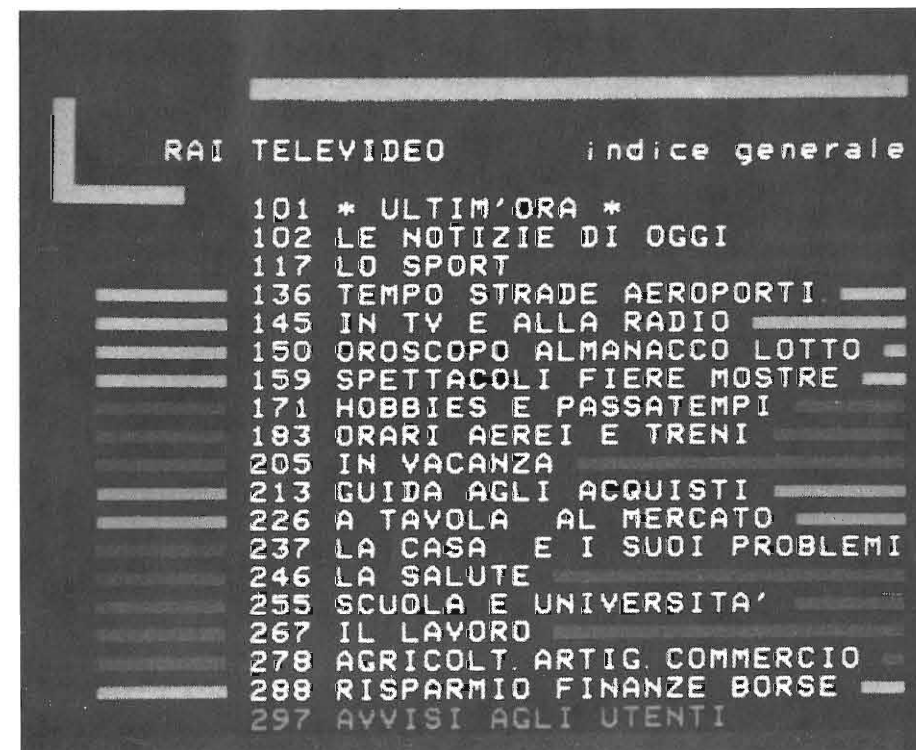 RAI TELEVIDEO indice generale
101 * ULTIM'ORA *
102 LE NOTIZIE DI OGGI
117 LO SPORT
136 TEMPO STRADE AEROPORTI
145 IN TV E ALLA RADIO
150 OROSCOPO ALMANACCO LOTTO
159 SPETTACOLI FIERE MOSTRE
171 HOBBIES E PASSATEMPI
183 ORARI AEREI E TRENI
205 IN VACANZA
213 GUIDA AGLI ACQUISTI
226 A TAVOLA AL MERCATO
237 LA CASA E I SUOI PROBLEMI
246 LA SALUTE
255 SCUOLA E UNIVERSITA'
267 IL LAVORO
278 AGRICOLT. ARTIG. COMMERCIO
288 RISPARMIO FINANZE BORSE
297 AVVISI AGLI UTENTI